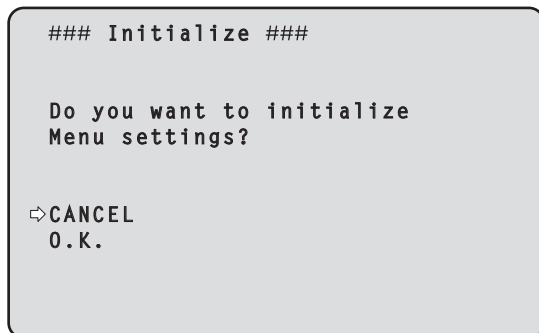 ### Initialize ###
Do you want to initialize
Menu settings?
⇨CANCEL
O.K.